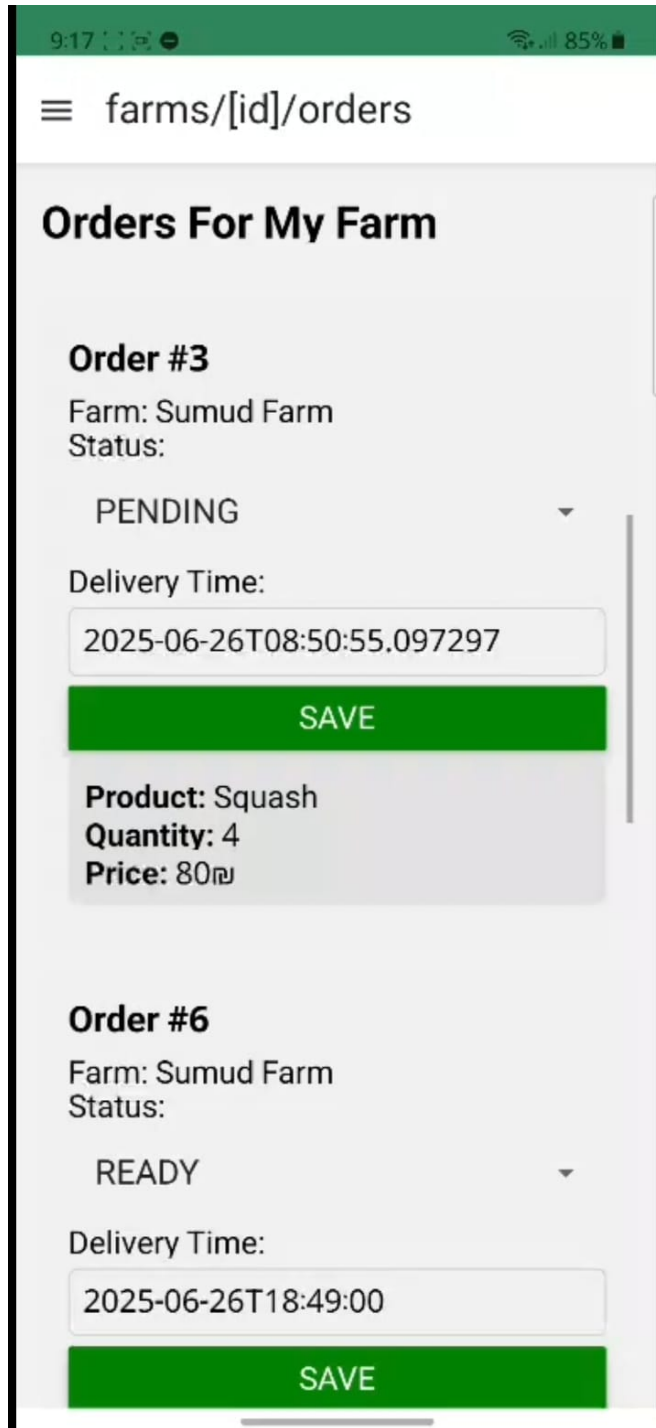 9:17
85%
farms/[id]/orders
Orders For My Farm
Order #3
Farm: Sumud Farm
Status:
PENDING
Delivery Time:
2025-06-26T08:50:55.097297
SAVE
Product: Squash
Quantity: 4
Price: 80₪
Order #6
Farm: Sumud Farm
Status:
READY
Delivery Time:
2025-06-26T18:49:00
SAVE